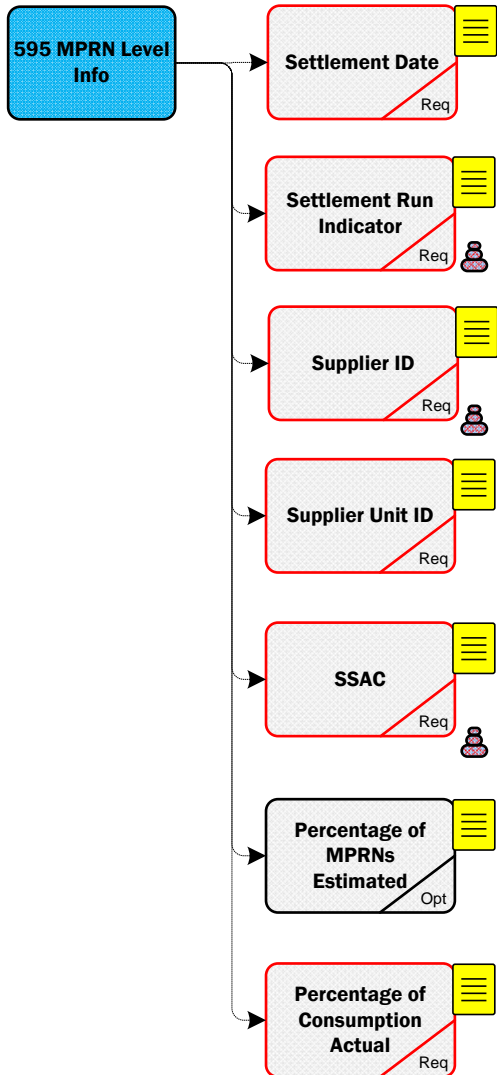 595 MPRN Level
Info
Settlement Date
Req
Settlement Run
Indicator
Req
Supplier ID
Req
Supplier Unit ID
Req
SSAC
Req
Percentage of
MPRNs
Estimated
Opt
Percentage of
Consumption
Actual
Req